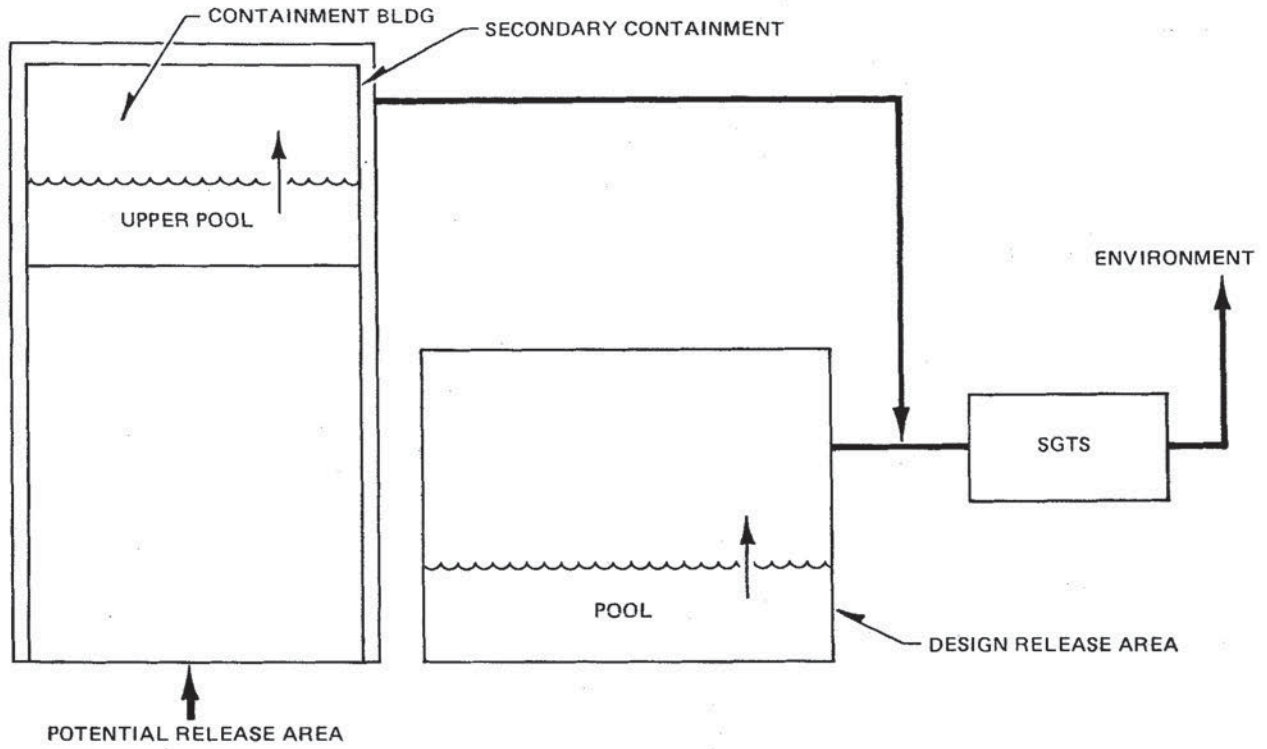 CONTAINMENT BLDG
SECONDARY CONTAINMENT
UPPER POOL
ENVIRONMENT
SGTS
POOL
DESIGN RELEASE AREA
POTENTIAL RELEASE AREA